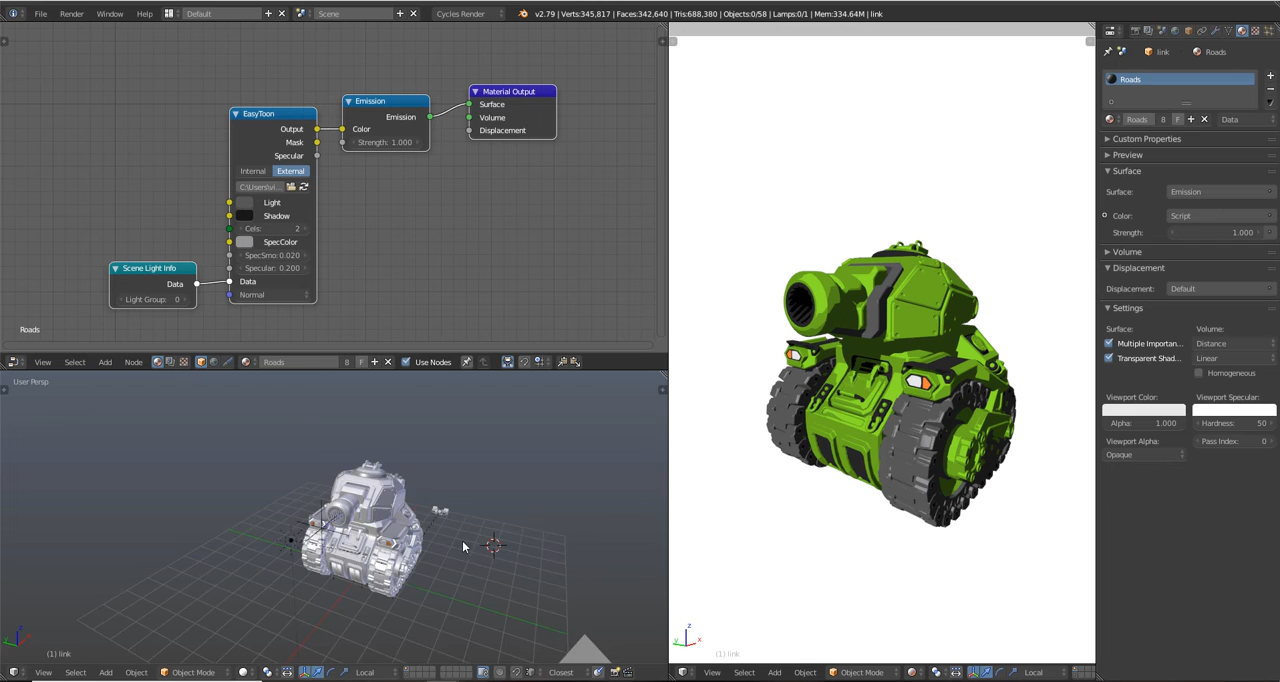 File Render Window Help Default Scene Cycles Render v2.79 | Verts:345,817 | Faces:342,640 | Tris:688,380 | Objects:0/58 | Lamps:0/1 | Mem:334.64M | link
Material Output
Surface
Volume
Displacement
Emission
Emission
Color
Strength: 1.000
EasyToon
Output
Mask
Specular
Internal External
C:\Users\vi...
Light
Shadow
Cels: 2
SpecColor
SpecSmo: 0.020
Specular: 0.200
Data
Normal
Scene Light Info
Data
Light Group: 0
Roads
View Select Add Node Roads 8 F Use Nodes
User Persp
(1) link
View Select Add Object Object Mode Local Closest
(1) link
View Select Add Object Object Mode Local
link Roads
Roads
Roads 8 F Data
Custom Properties
Preview
Surface
Surface: Emission
Color: Script
Strength: 1.000
Volume
Displacement
Displacement: Default
Settings
Surface: Volume:
Multiple Importan... Distance
Transparent Shad... Linear
Homogeneous
Viewport Color: Viewport Specular:
Alpha: 1.000 Hardness: 50
Viewport Alpha: Pass Index: 0
Opaque
z
y x
z
x